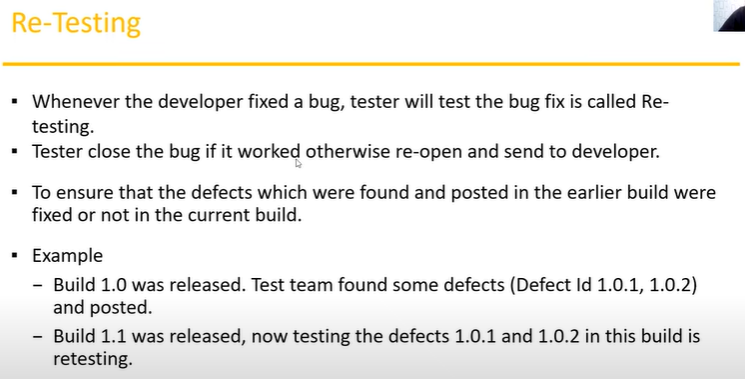 Re-Testing
▪ Whenever the developer fixed a bug, tester will test the bug fix is called Re-
testing.
▪ Tester close the bug if it worked otherwise re-open and send to developer.
▪ To ensure that the defects which were found and posted in the earlier build were
fixed or not in the current build.
▪ Example
– Build 1.0 was released. Test team found some defects (Defect Id 1.0.1, 1.0.2)
and posted.
– Build 1.1 was released, now testing the defects 1.0.1 and 1.0.2 in this build is
retesting.